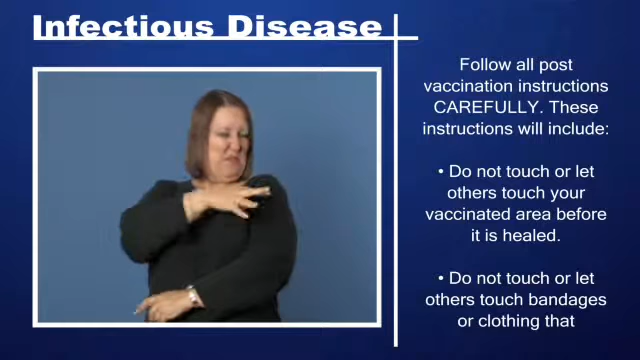 Infectious Disease
Follow all post
vaccination instructions
CAREFULLY. These
instructions will include:
• Do not touch or let
others touch your
vaccinated area before
it is healed.
• Do not touch or let
others touch bandages
or clothing that